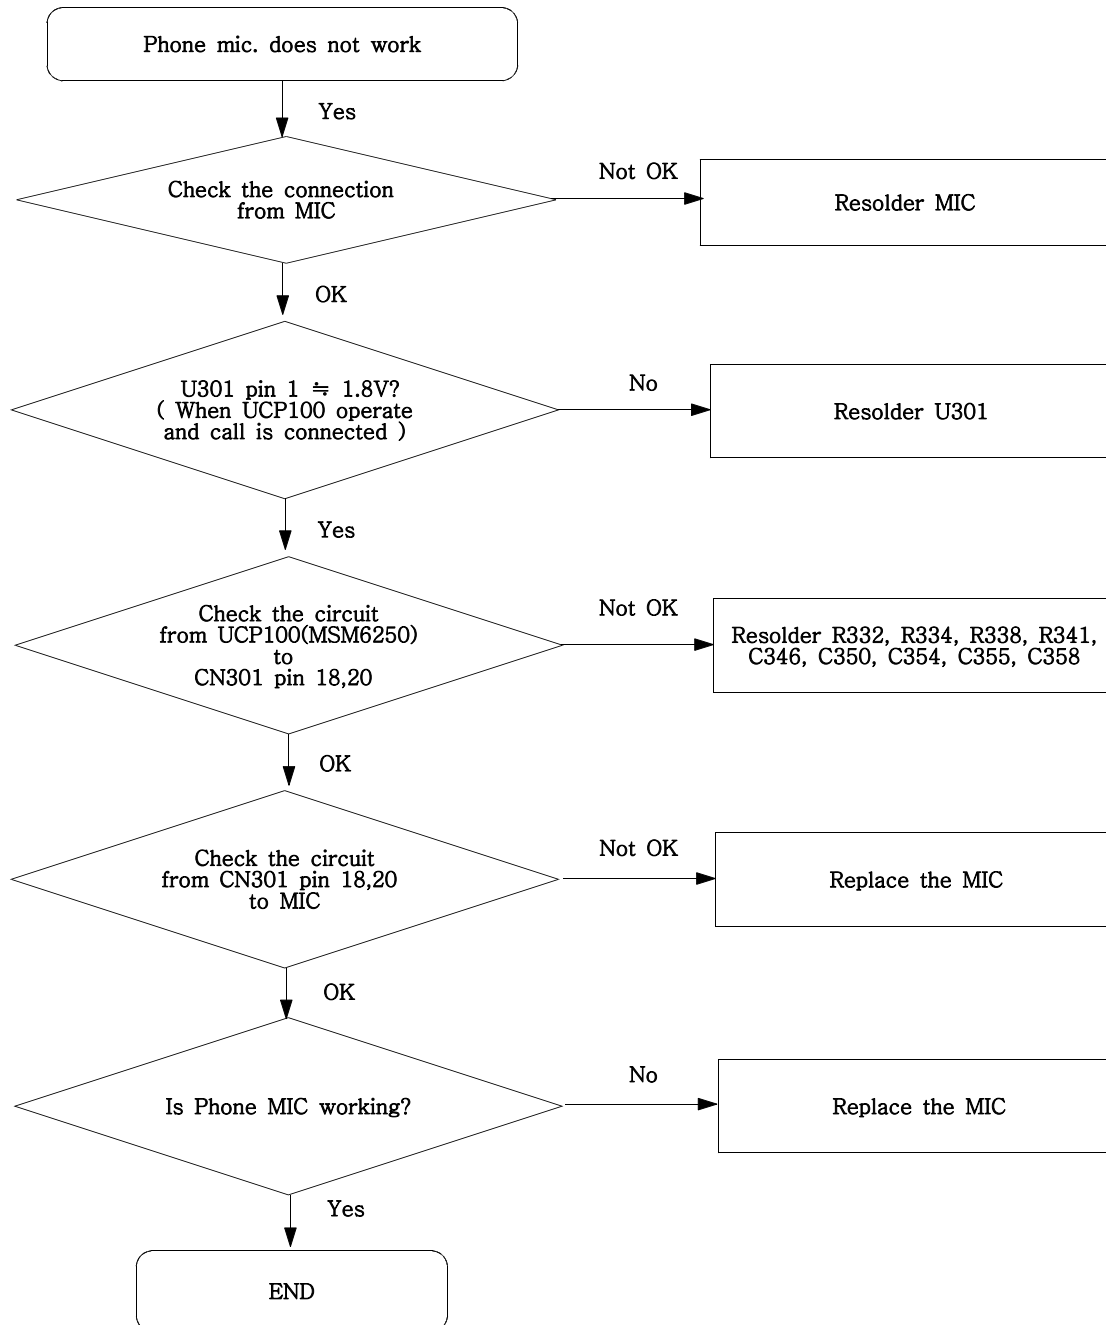 Phone mic. does not work
Yes
Check the connection
from MIC
Not OK
Resolder MIC
OK
U301 pin 1 ≒ 1.8V?
( When UCP100 operate
and call is connected )
No
Resolder U301
Yes
Check the circuit
from UCP100(MSM6250)
to
CN301 pin 18,20
Not OK
Resolder R332, R334, R338, R341,
C346, C350, C354, C355, C358
OK
Check the circuit
from CN301 pin 18,20
to MIC
Not OK
Replace the MIC
OK
Is Phone MIC working?
No
Replace the MIC
Yes
END